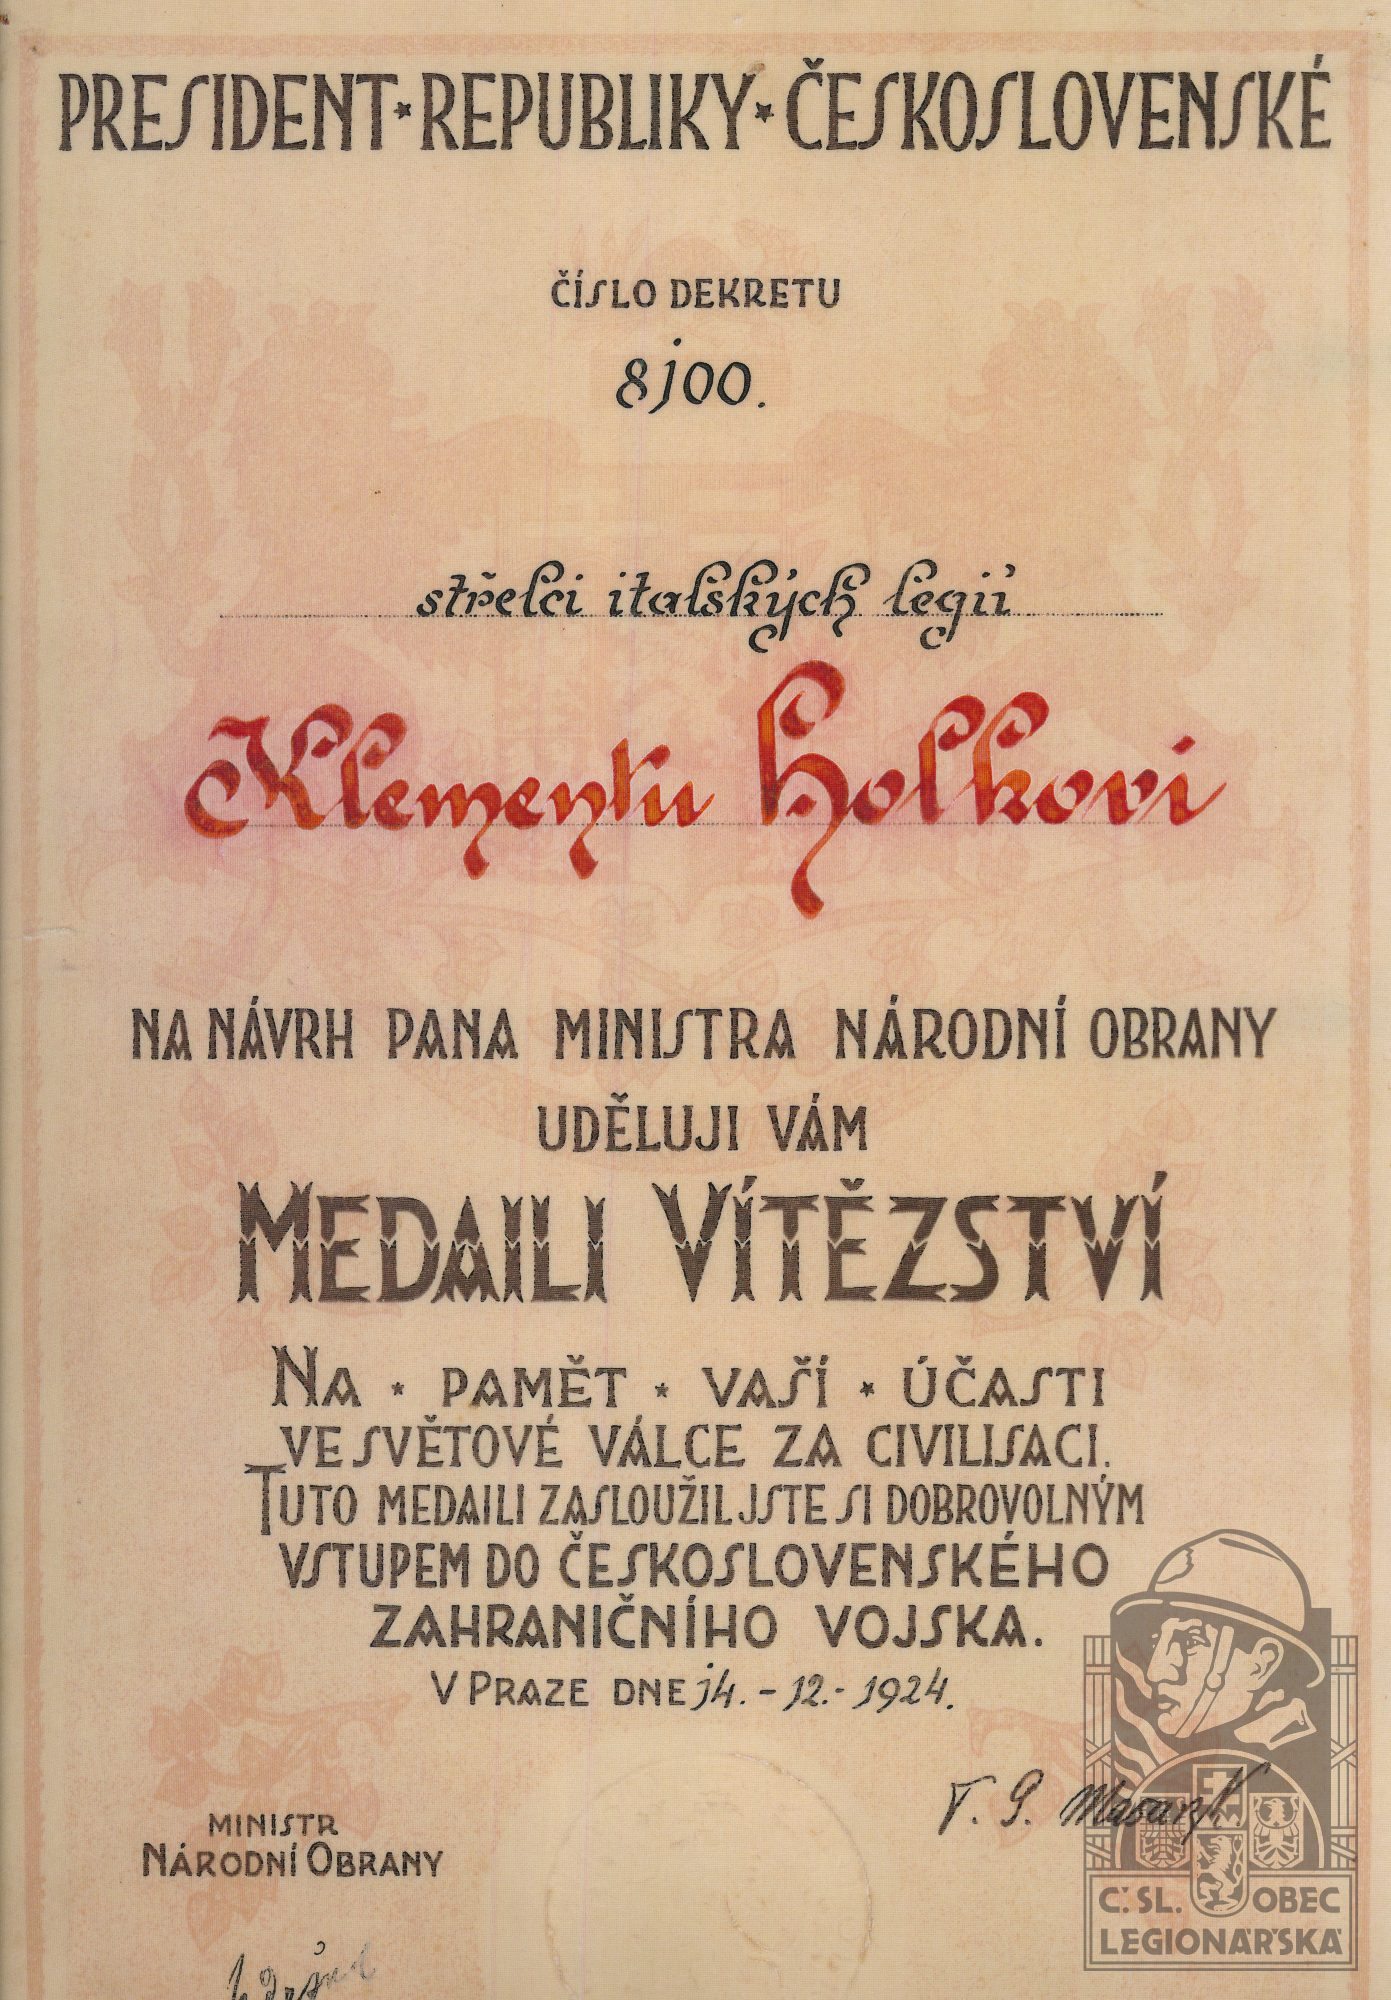 PRESIDENT * REPUBLIKY * ČESKOSLOVENSKÉ
ČÍSLO DEKRETU
8100.
střelci italských legií
Klementu Holkovi
NA NÁVRH PANA MINISTRA NÁRODNÍ OBRANY
UDĚLUJI VÁM
MEDAILI VÍTĚZSTVÍ
NA * PAMĚT * VAŠÍ * ÚČASTI
VE SVĚTOVÉ VÁLCE ZA CIVILISACI.
TUTO MEDAILI ZASLOUŽIL JSTE SI DOBROVOLNÝM
VSTUPEM DO ČESKOSLOVENSKÉHO
ZAHRANIČNÍHO VOJSKA.
V PRAZE DNE 14. - 12. - 1924.
T. G. Masaryk
MINISTR
NÁRODNÍ OBRANY
Č. SL. OBEC
LEGIONÁŘSKÁ